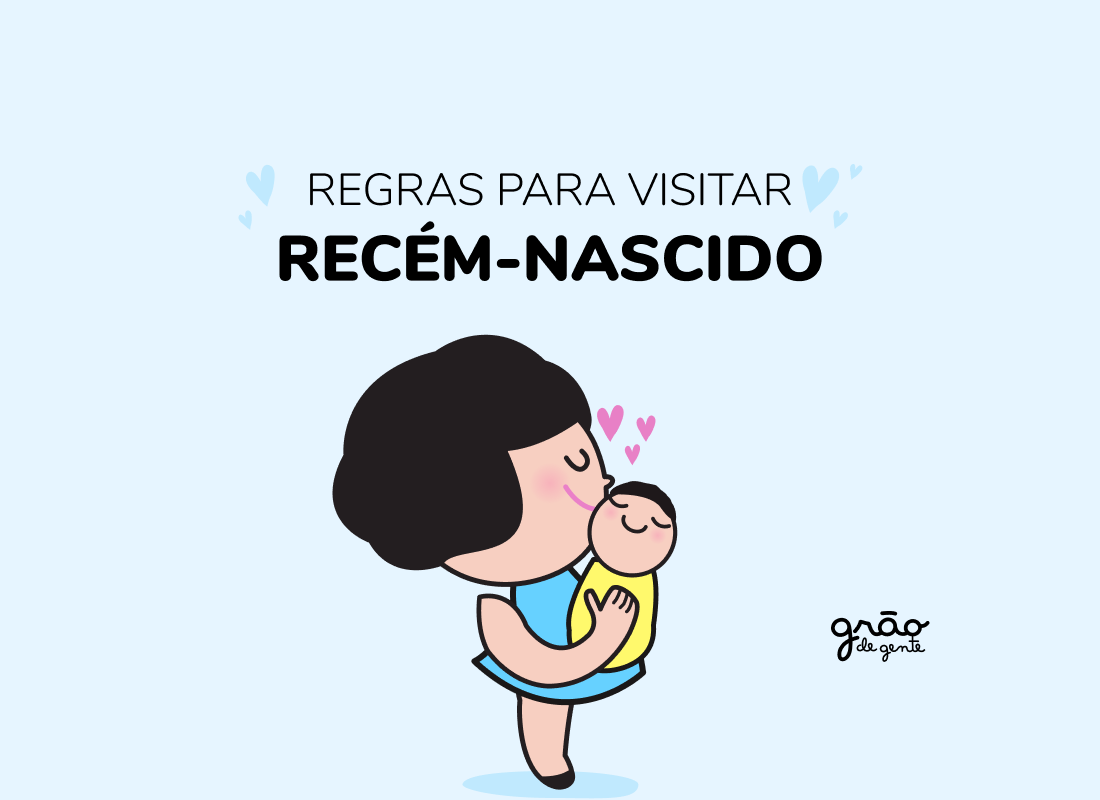 REGRAS PARA VISITAR
RECÉM-NASCIDO
grão
de gente